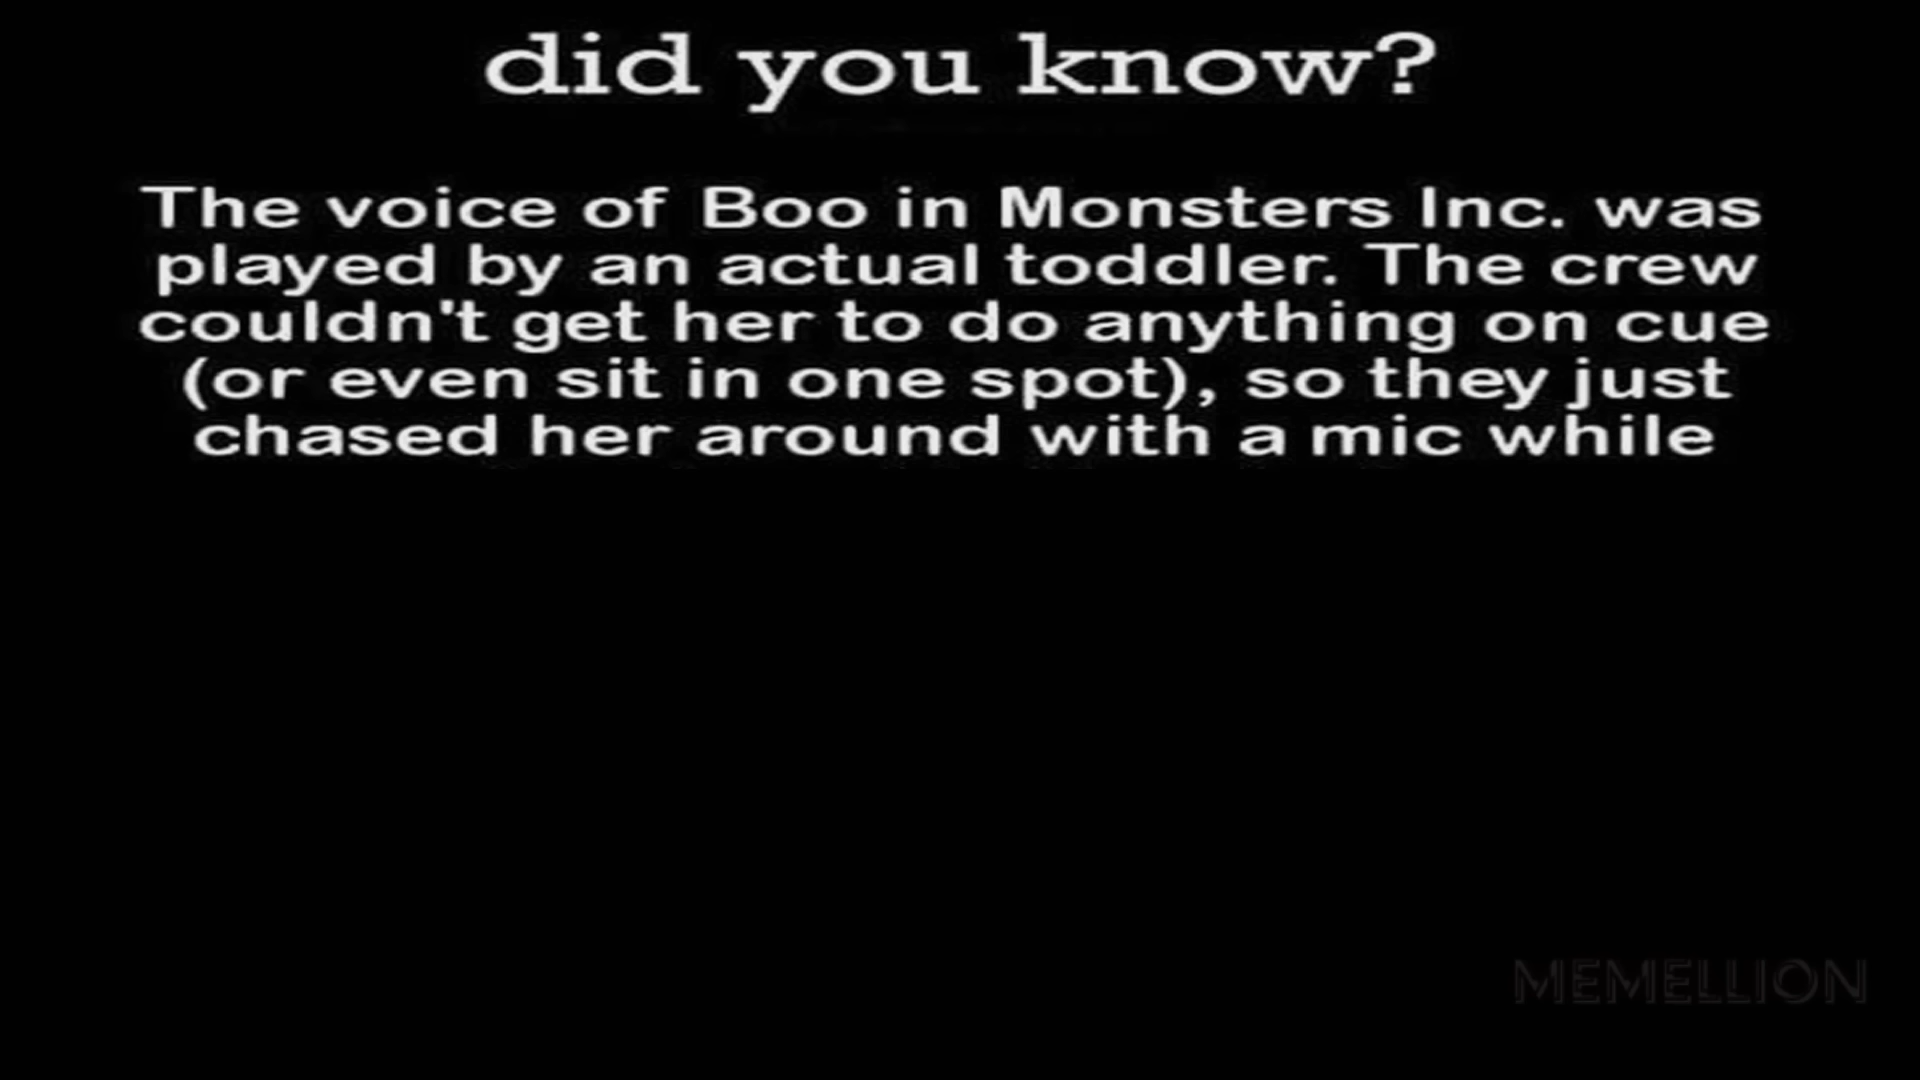 did you know?
The voice of Boo in Monsters Inc. was
played by an actual toddler. The crew
couldn't get her to do anything on cue
(or even sit in one spot), so they just
chased her around with a mic while
MEMELLION